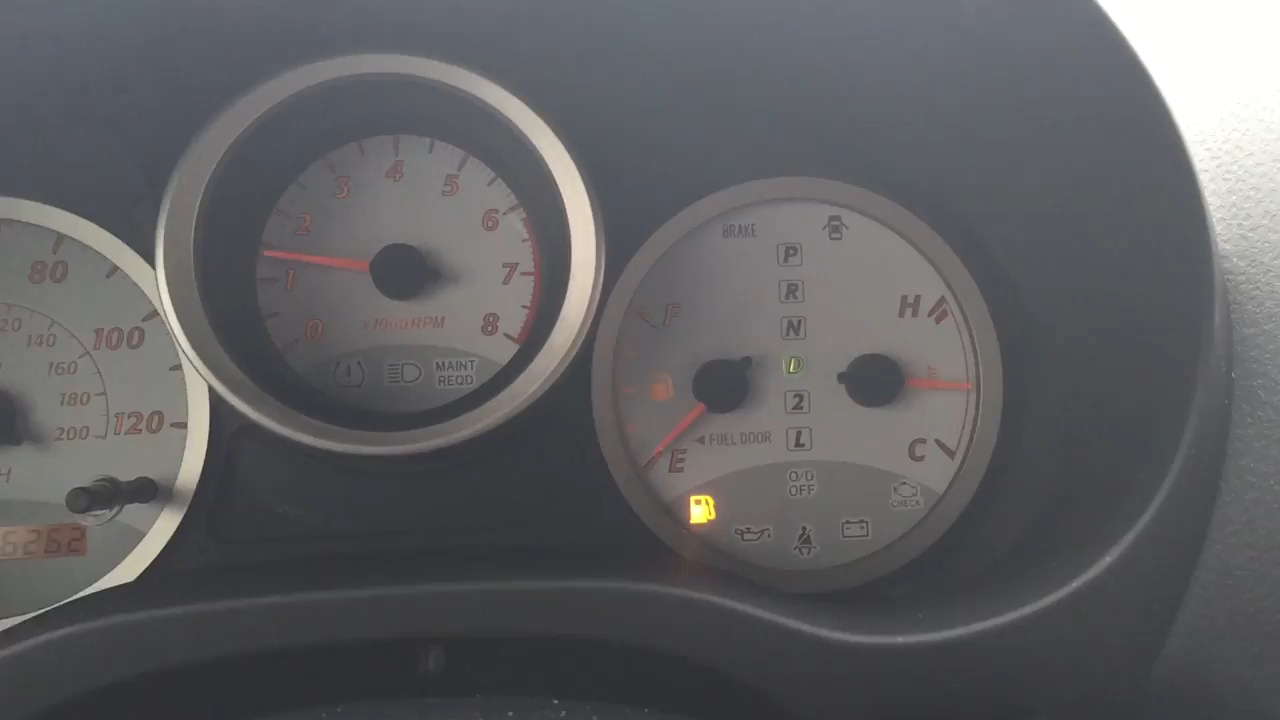 80
100
120
20
140
160
180
200
H
6262
0
1
2
3
4
5
6
7
8
x1000RPM
MAINT
REQD
BRAKE
P
R
N
D
2
L
F
E
◄ FUEL DOOR
H
C
O/D
OFF
CHECK